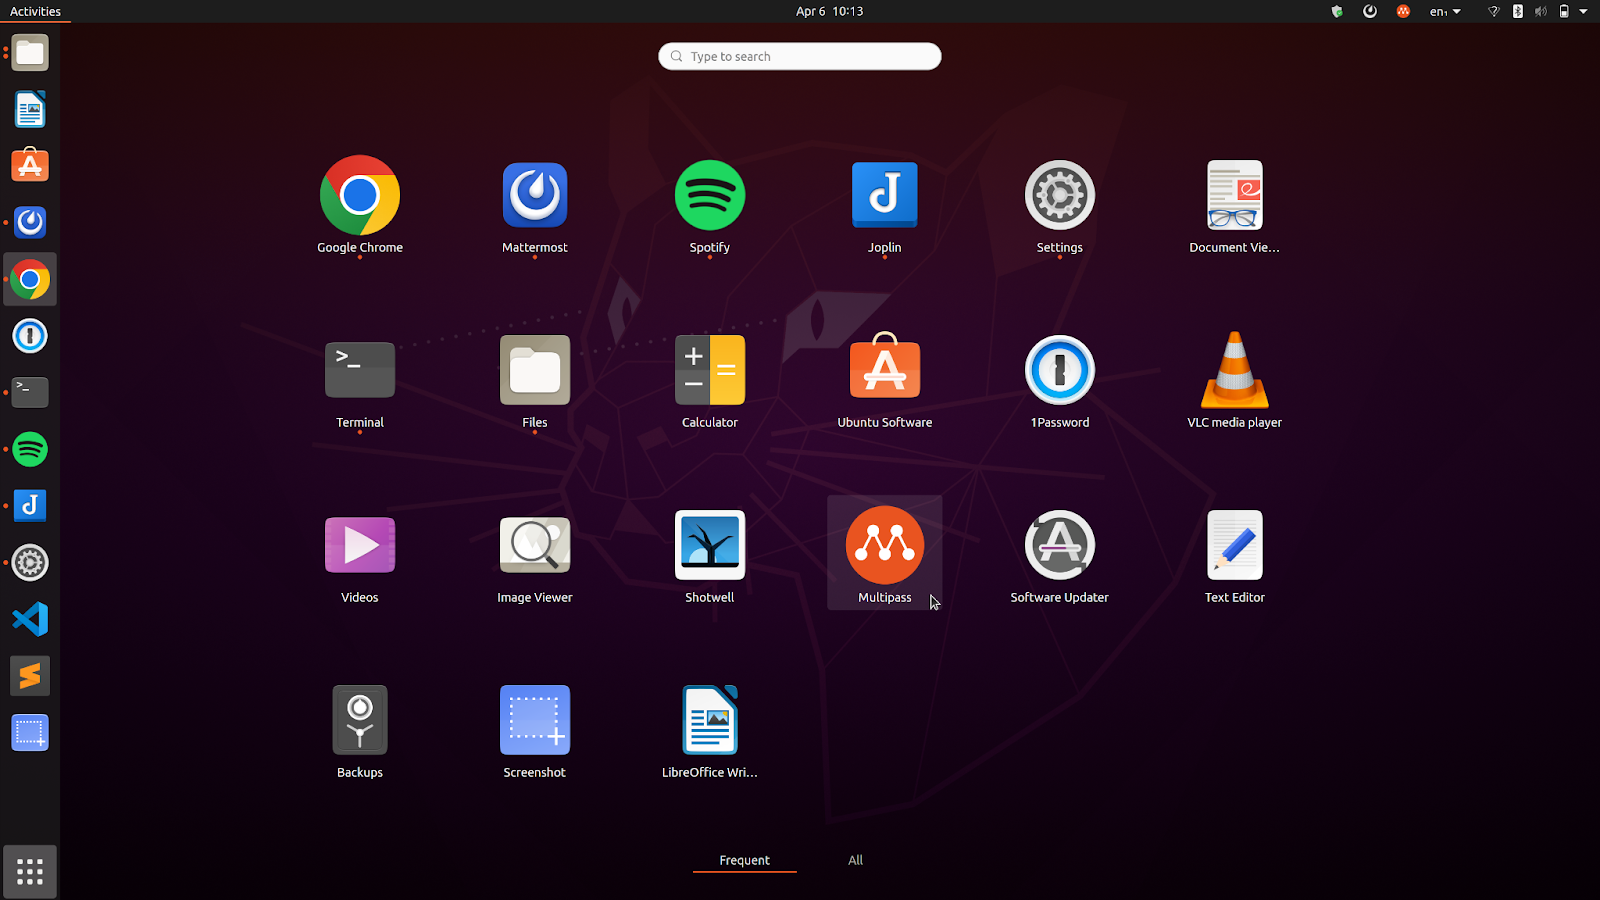 Activities
Apr 6 10:13
en₁
Type to search
Google Chrome
Mattermost
Spotify
Joplin
Settings
Document Vie...
Terminal
Files
Calculator
Ubuntu Software
1Password
VLC media player
Videos
Image Viewer
Shotwell
Multipass
Software Updater
Text Editor
Backups
Screenshot
LibreOffice Wri...
Frequent
All